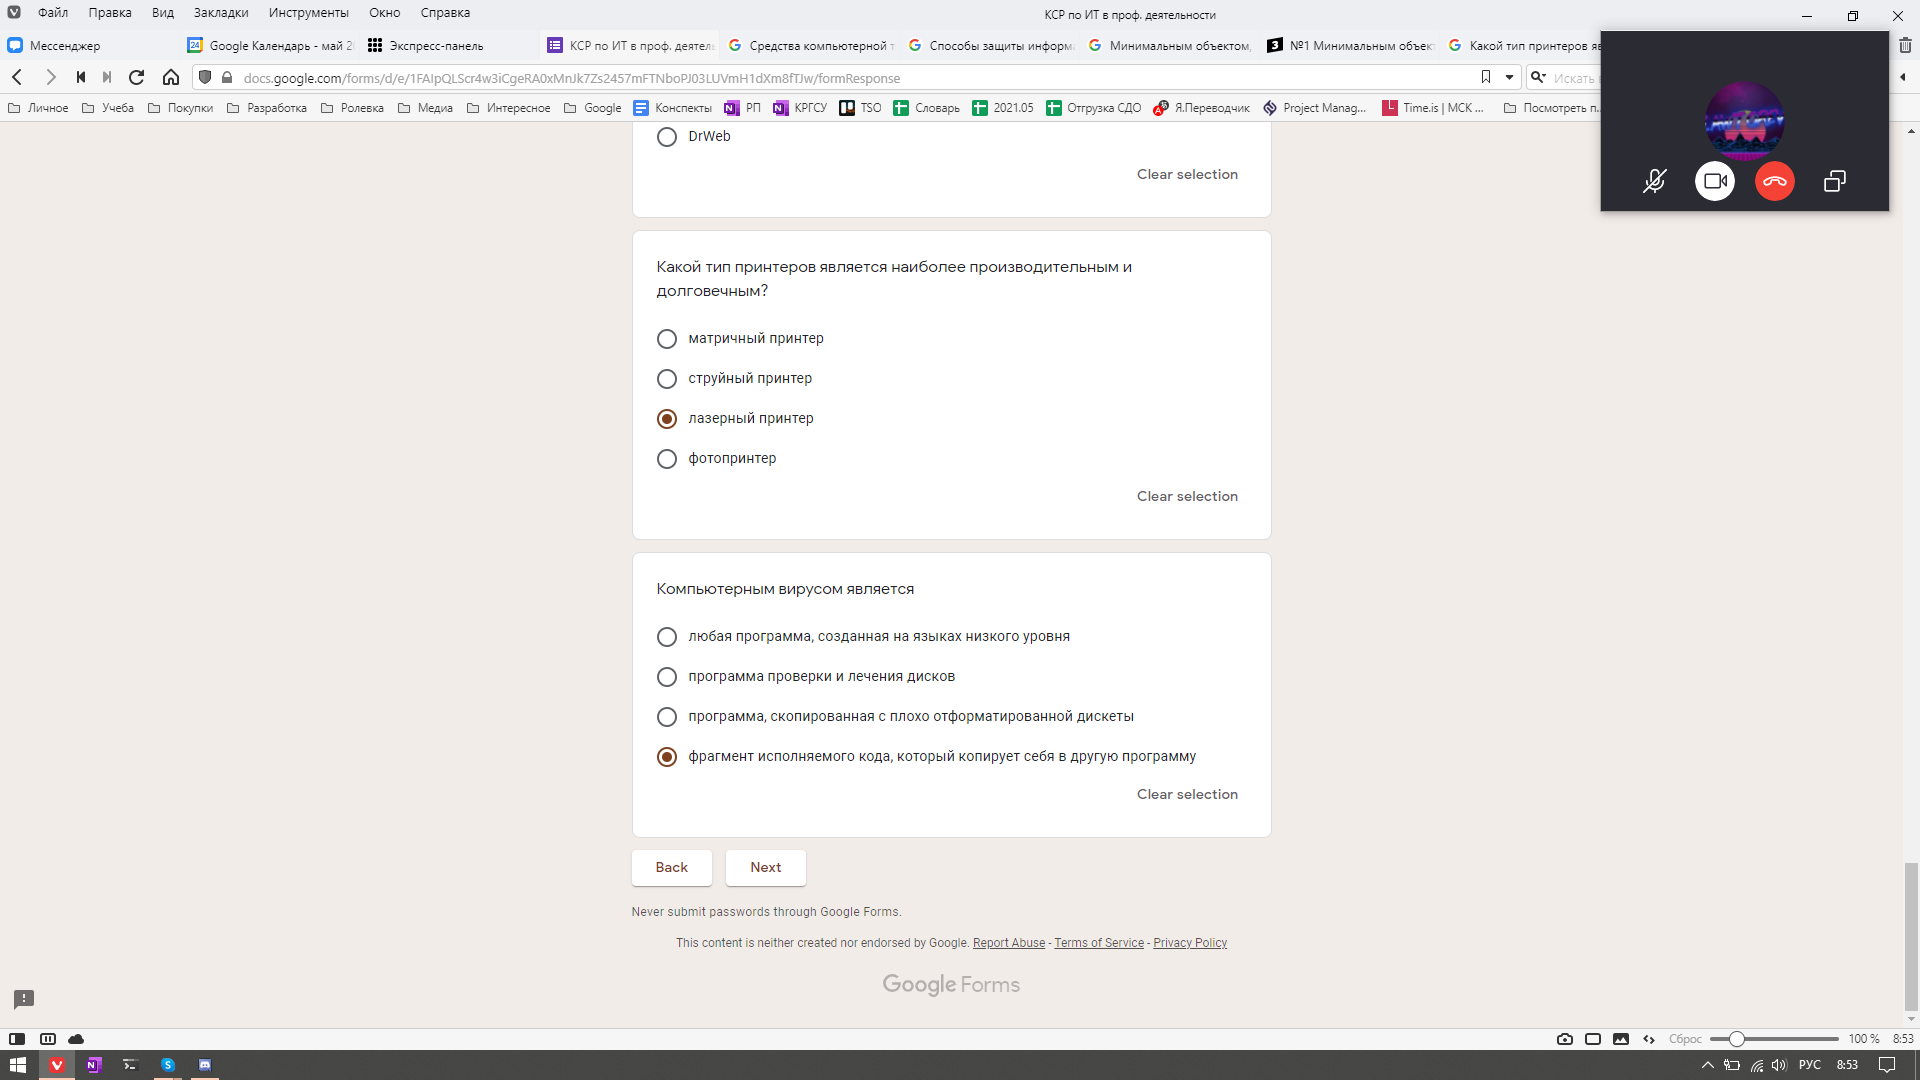 Файл Правка Вид Закладки Инструменты Окно Справка
КСР по ИТ в проф. деятельности
Мессенджер
Google Календарь - май 2
Экспресс-панель
КСР по ИТ в проф. деятель
Средства компьютерной т
Способы защиты информ
Минимальным объектом,
№1 Минимальным объек
Какой тип принтеров яв
docs.google.com/forms/d/e/1FAIpQLScr4w3iCgeRA0xMnJk7Zs2457mFTNboPJ03LUVmH1dXm8fTJw/formResponse
Искать
Личное Учеба Покупки Разработка Ролевка Медиа Интересное Google Конспекты РП КРГСУ TSO Словарь 2021.05 Отгрузка СДО Я.Переводчик Project Manag... Time.is | МСК ... Посмотреть п...
DrWeb
Clear selection
Какой тип принтеров является наиболее производительным и
долговечным?
матричный принтер
струйный принтер
лазерный принтер
фотопринтер
Clear selection
Компьютерным вирусом является
любая программа, созданная на языках низкого уровня
программа проверки и лечения дисков
программа, скопированная с плохо отформатированной дискеты
фрагмент исполняемого кода, который копирует себя в другую программу
Clear selection
Back Next
Never submit passwords through Google Forms.
This content is neither created nor endorsed by Google. Report Abuse - Terms of Service - Privacy Policy
Google Forms
Сброс 100 % 8:53
РУС 8:53